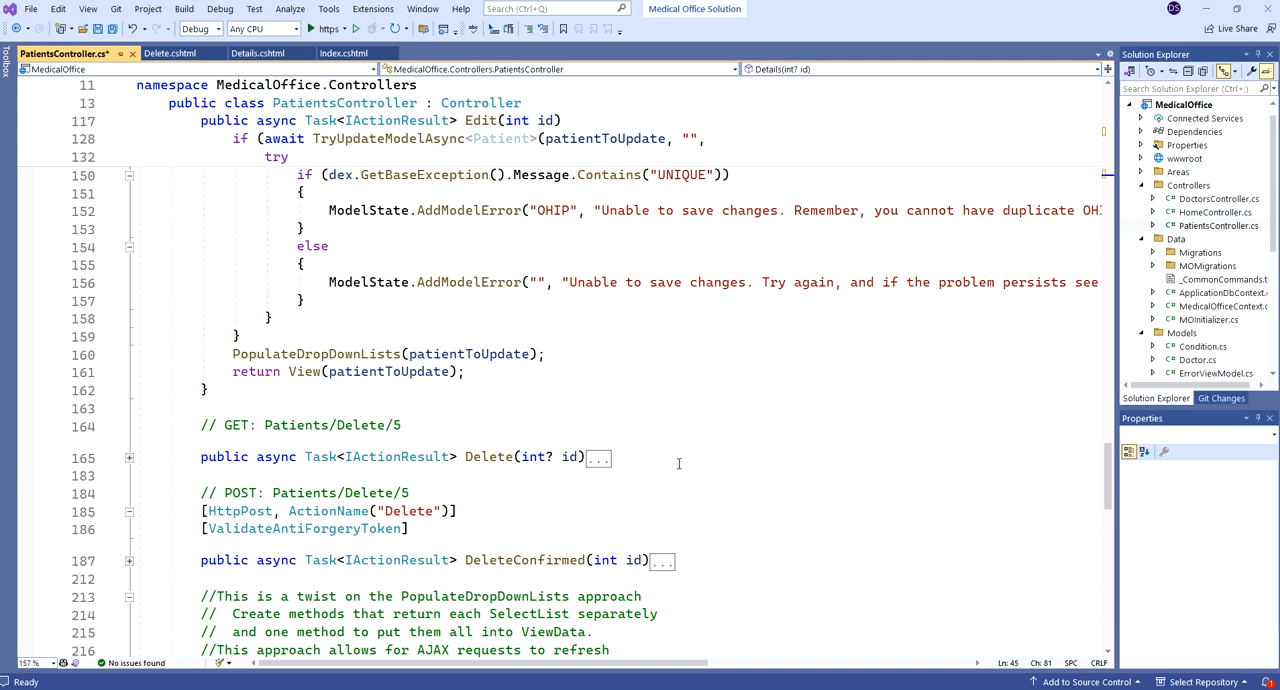 File Edit View Git Project Build Debug Test Analyze Tools Extensions Window Help Search (Ctrl+Q) Medical Office Solution DS
Debug Any CPU https Live Share
PatientsController.cs* Delete.cshtml Details.cshtml Index.cshtml
MedicalOffice MedicalOffice.Controllers.PatientsController Details(int? id)
Toolbox
11 namespace MedicalOffice.Controllers
13 public class PatientsController : Controller
117 public async Task<IActionResult> Edit(int id)
128 if (await TryUpdateModelAsync<Patient>(patientToUpdate, "",
132 try
150 if (dex.GetBaseException().Message.Contains("UNIQUE"))
151 {
152 ModelState.AddModelError("OHIP", "Unable to save changes. Remember, you cannot have duplicate OHI
153 }
154 else
155 {
156 ModelState.AddModelError("", "Unable to save changes. Try again, and if the problem persists see
157 }
158 }
159 }
160 PopulateDropDownLists(patientToUpdate);
161 return View(patientToUpdate);
162 }
163
164 // GET: Patients/Delete/5
165 public async Task<IActionResult> Delete(int? id)...
183
184 // POST: Patients/Delete/5
185 [HttpPost, ActionName("Delete")]
186 [ValidateAntiForgeryToken]
187 public async Task<IActionResult> DeleteConfirmed(int id)...
212
213 //This is a twist on the PopulateDropDownLists approach
214 // Create methods that return each SelectList separately
215 // and one method to put them all into ViewData.
216 //This approach allows for AJAX requests to refresh
157 % No issues found Ln: 45 Ch: 81 SPC CRLF
Solution Explorer
Search Solution Explorer (Ctrl+;)
MedicalOffice
Connected Services
Dependencies
Properties
wwwroot
Areas
Controllers
C# DoctorsController.cs
C# HomeController.cs
C# PatientsController.cs
Data
Migrations
MOMigrations
_CommonCommands.t
C# ApplicationDbContext.
C# MedicalOfficeContext.c
C# MOInitializer.cs
Models
C# Condition.cs
C# Doctor.cs
C# ErrorViewModel.cs
Solution Explorer Git Changes
Properties
Ready Add to Source Control Select Repository 1